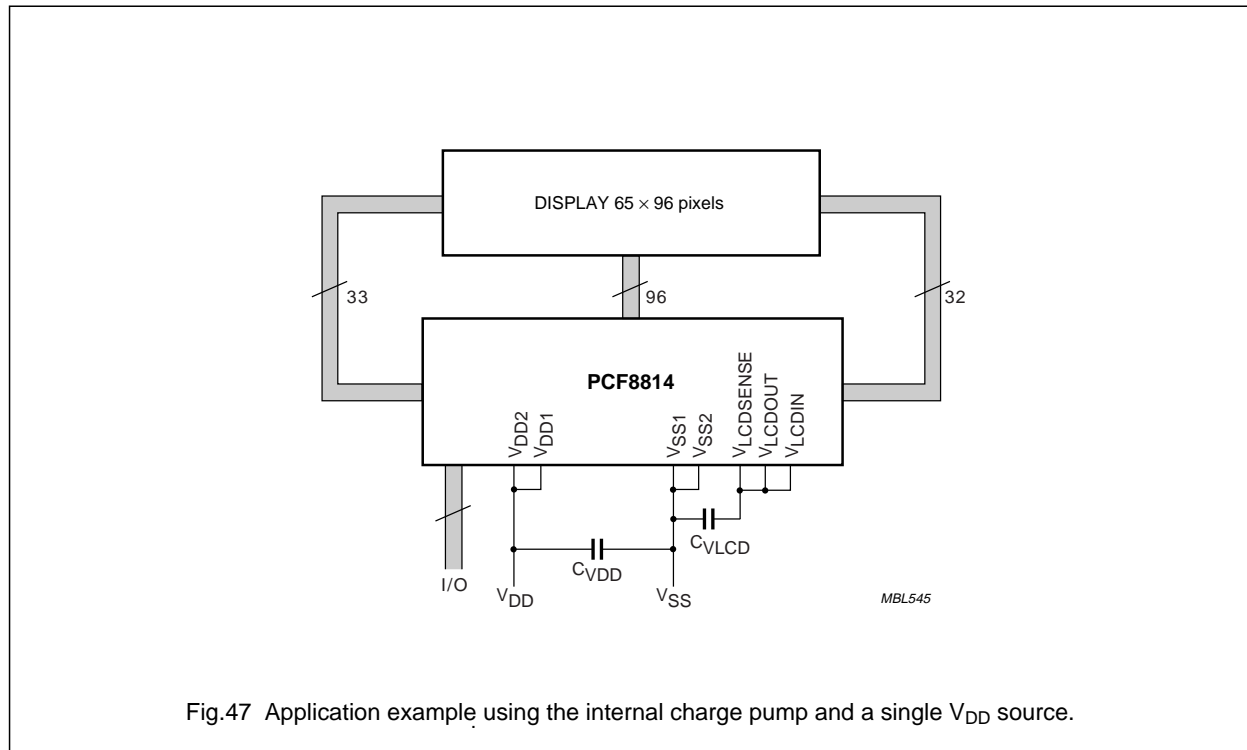 DISPLAY 65 × 96 pixels
33
96
32
PCF8814
VDD2
VDD1
VSS1
VSS2
VLCDSENSE
VLCDOUT
VLCDIN
CVLCD
CVDD
I/O
VDD
VSS
MBL545
Fig.47 Application example using the internal charge pump and a single VDD source.